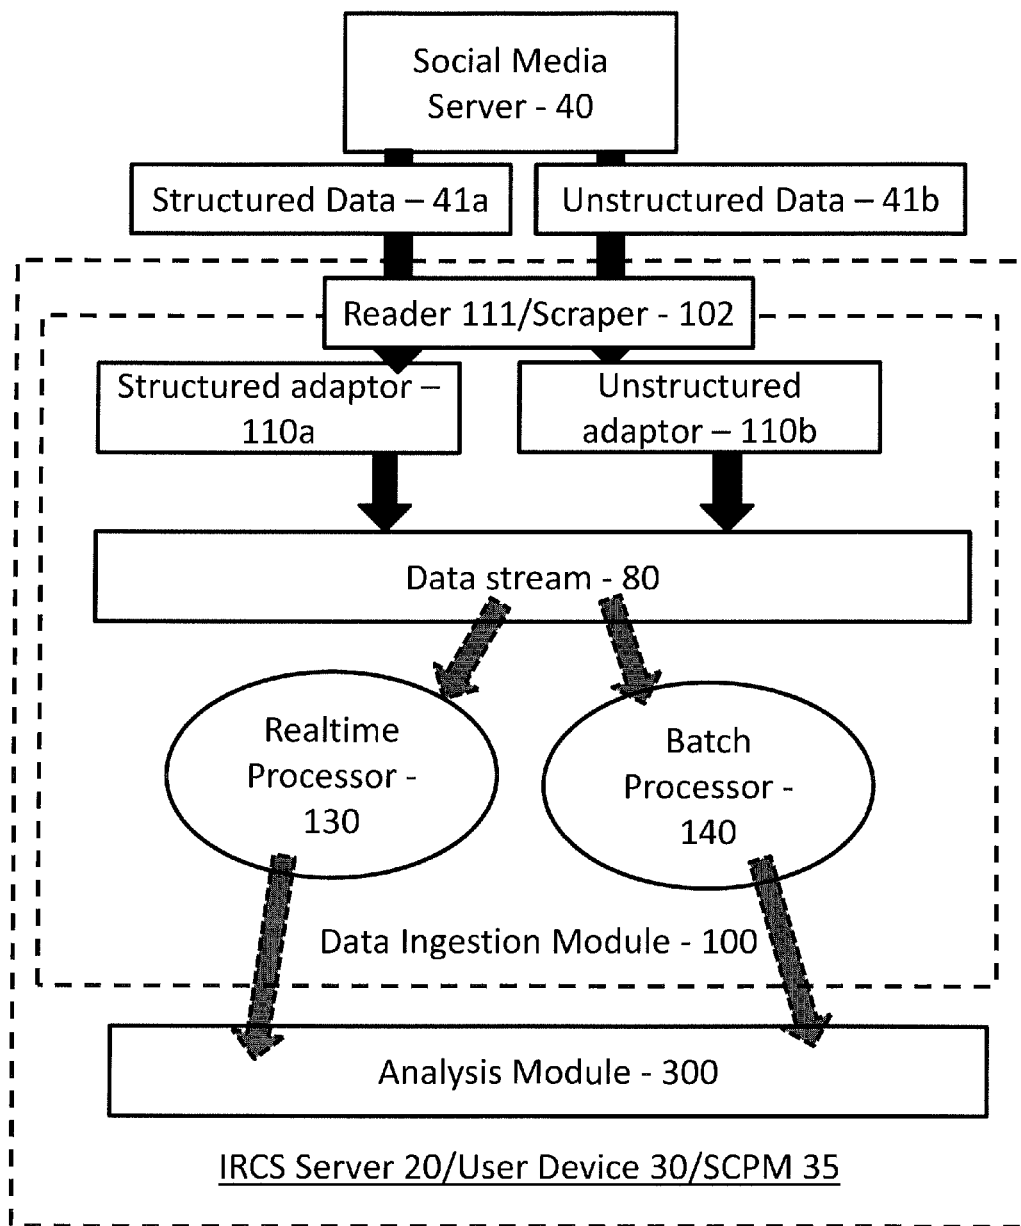 Social Media
Server - 40
Structured Data – 41a
Unstructured Data – 41b
Reader 111/Scraper - 102
Structured adaptor –
110a
Unstructured
adaptor – 110b
Data stream - 80
Realtime
Processor -
130
Batch
Processor -
140
Data Ingestion Module - 100
Analysis Module - 300
IRCS Server 20/User Device 30/SCPM 35